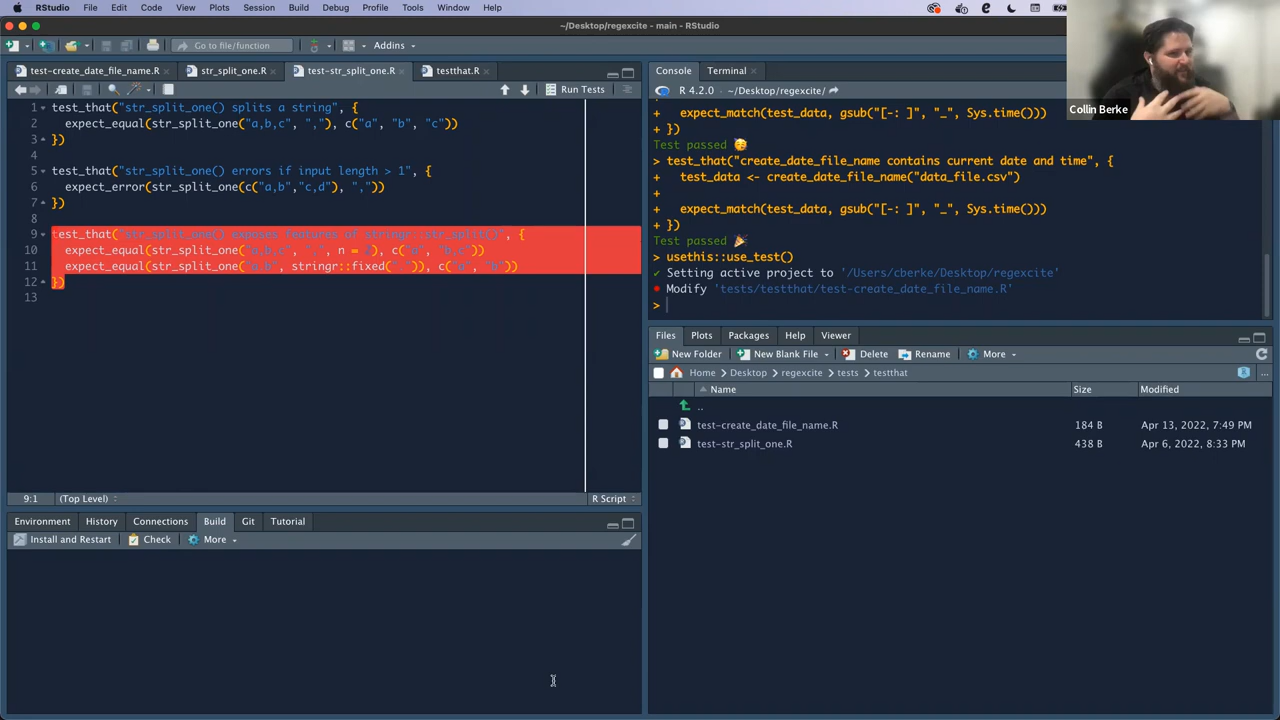 RStudio File Edit Code View Plots Session Build Debug Profile Tools Window Help
~/Desktop/regexcite - main - RStudio
Go to file/function Addins
test-create_date_file_name.R str_split_one.R test-str_split_one.R testthat.R
Run Tests
1 test_that("str_split_one() splits a string", {
2 expect_equal(str_split_one("a,b,c", ","), c("a", "b", "c"))
3 })
4
5 test_that("str_split_one() errors if input length > 1", {
6 expect_error(str_split_one(c("a,b","c,d"), ","))
7 })
8
9 test_that("str_split_one() exposes features of stringr::str_split()", {
10 expect_equal(str_split_one("a,b,c", ",", n = 2), c("a", "b,c"))
11 expect_equal(str_split_one("a.b", stringr::fixed(".")), c("a", "b"))
12 })
13
9:1 (Top Level) R Script
Environment History Connections Build Git Tutorial
Install and Restart Check More
Console Terminal
R 4.2.0 · ~/Desktop/regexcite/
+ expect_match(test_data, gsub("[-: ]", "_", Sys.time()))
+ })
Test passed 🥳
> test_that("create_date_file_name contains current date and time", {
+ test_data <- create_date_file_name("data_file.csv")
+
+ expect_match(test_data, gsub("[-: ]", "_", Sys.time()))
+ })
Test passed 🎉
> usethis::use_test()
✓ Setting active project to '/Users/cberke/Desktop/regexcite'
• Modify 'tests/testthat/test-create_date_file_name.R'
>
Files Plots Packages Help Viewer
New Folder New Blank File Delete Rename More
Home Desktop regexcite tests testthat
Name Size Modified
..
test-create_date_file_name.R 184 B Apr 13, 2022, 7:49 PM
test-str_split_one.R 438 B Apr 6, 2022, 8:33 PM
Collin Berke